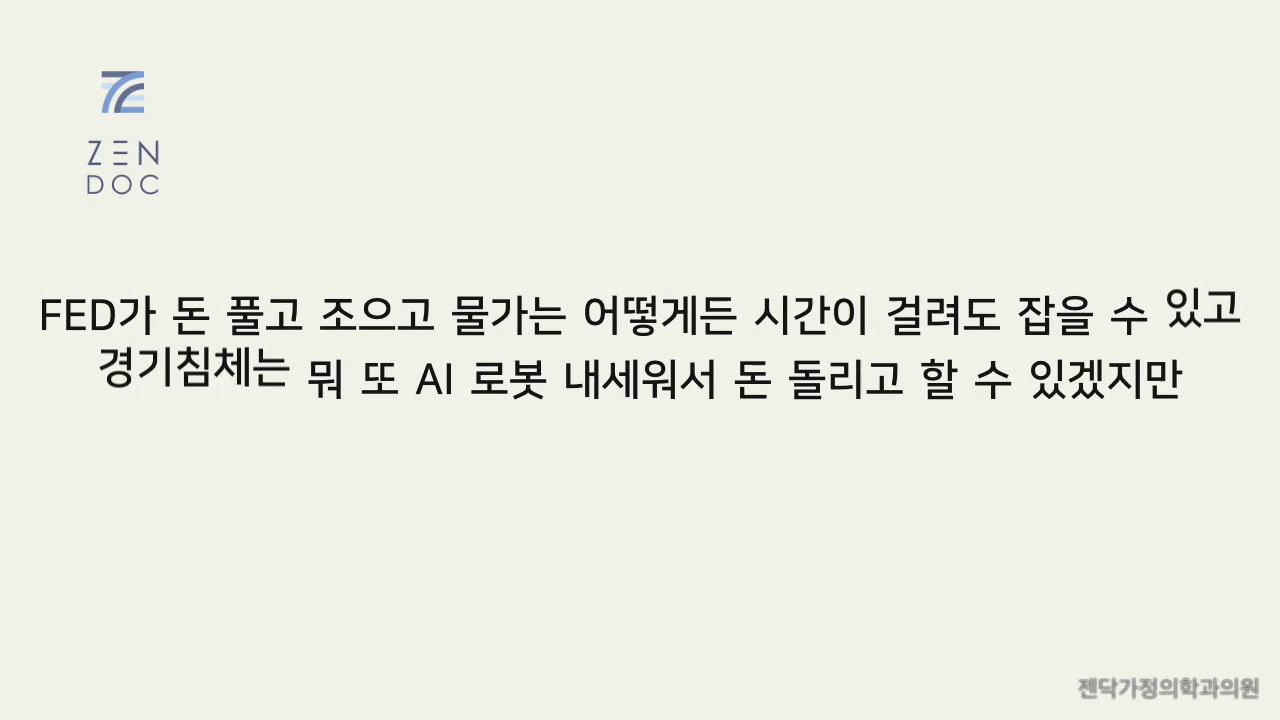 ZEN
DOC
FED가 돈 풀고 조으고 물가는 어떻게든 시간이 걸려도 잡을 수 있고
경기침체는 뭐 또 AI 로봇 내세워서 돈 돌리고 할 수 있겠지만
젠닥가정의학과의원